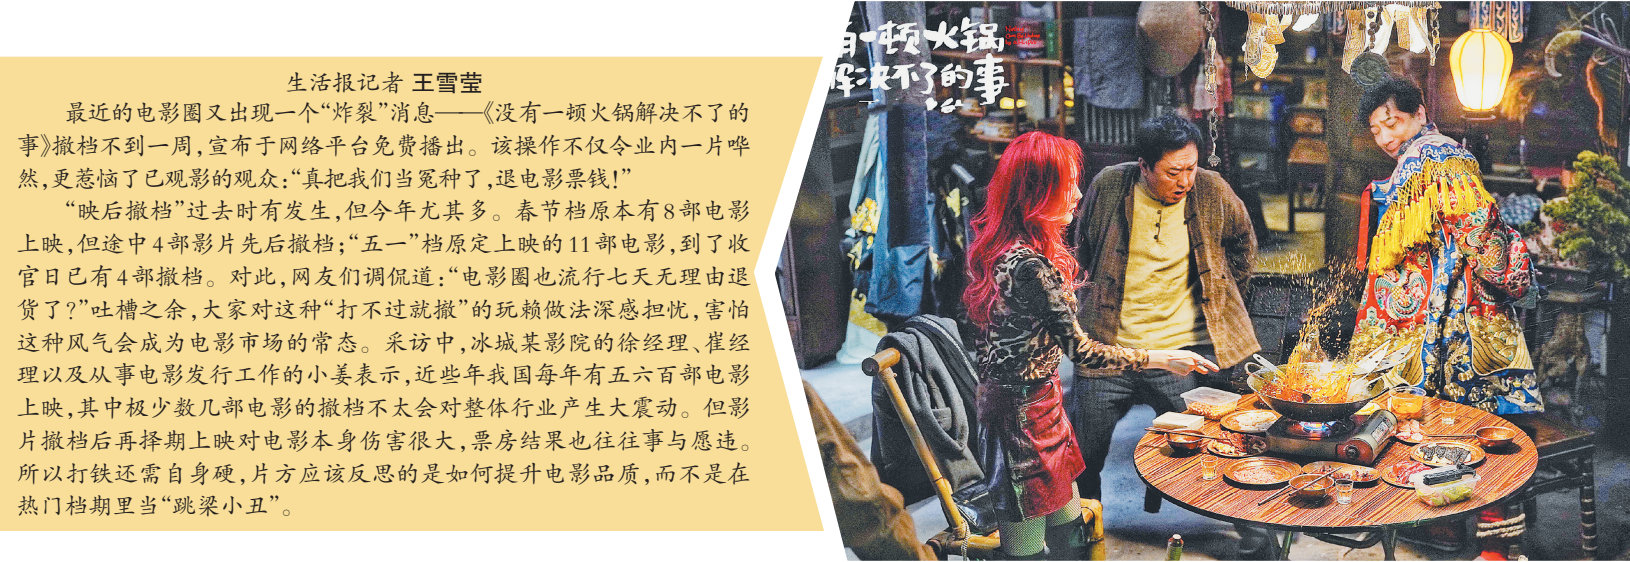 生活报记者 王雪莹
最近的电影圈又出现一个“炸裂”消息——《没有一顿火锅解决不了的
事》撤档不到一周,宣布于网络平台免费播出。该操作不仅令业内一片哗
然,更惹恼了已观影的观众:“真把我们当冤种了,退电影票钱!”
“映后撤档”过去时有发生,但今年尤其多。春节档原本有8部电影
上映,但途中4部影片先后撤档;“五一”档原定上映的11部电影,到了收
官日已有4部撤档。对此,网友们调侃道:“电影圈也流行七天无理由退
货了?”吐槽之余,大家对这种“打不过就撤”的玩赖做法深感担忧,害怕
这种风气会成为电影市场的常态。采访中,冰城某影院的徐经理、崔经
理以及从事电影发行工作的小姜表示,近些年我国每年有五六百部电影
上映,其中极少数几部电影的撤档不太会对整体行业产生大震动。但影
片撤档后再择期上映对电影本身伤害很大,票房结果也往往事与愿违。
所以打铁还需自身硬,片方应该反思的是如何提升电影品质,而不是在
热门档期里当“跳梁小丑”。
有一顿火锅
解决不了的事